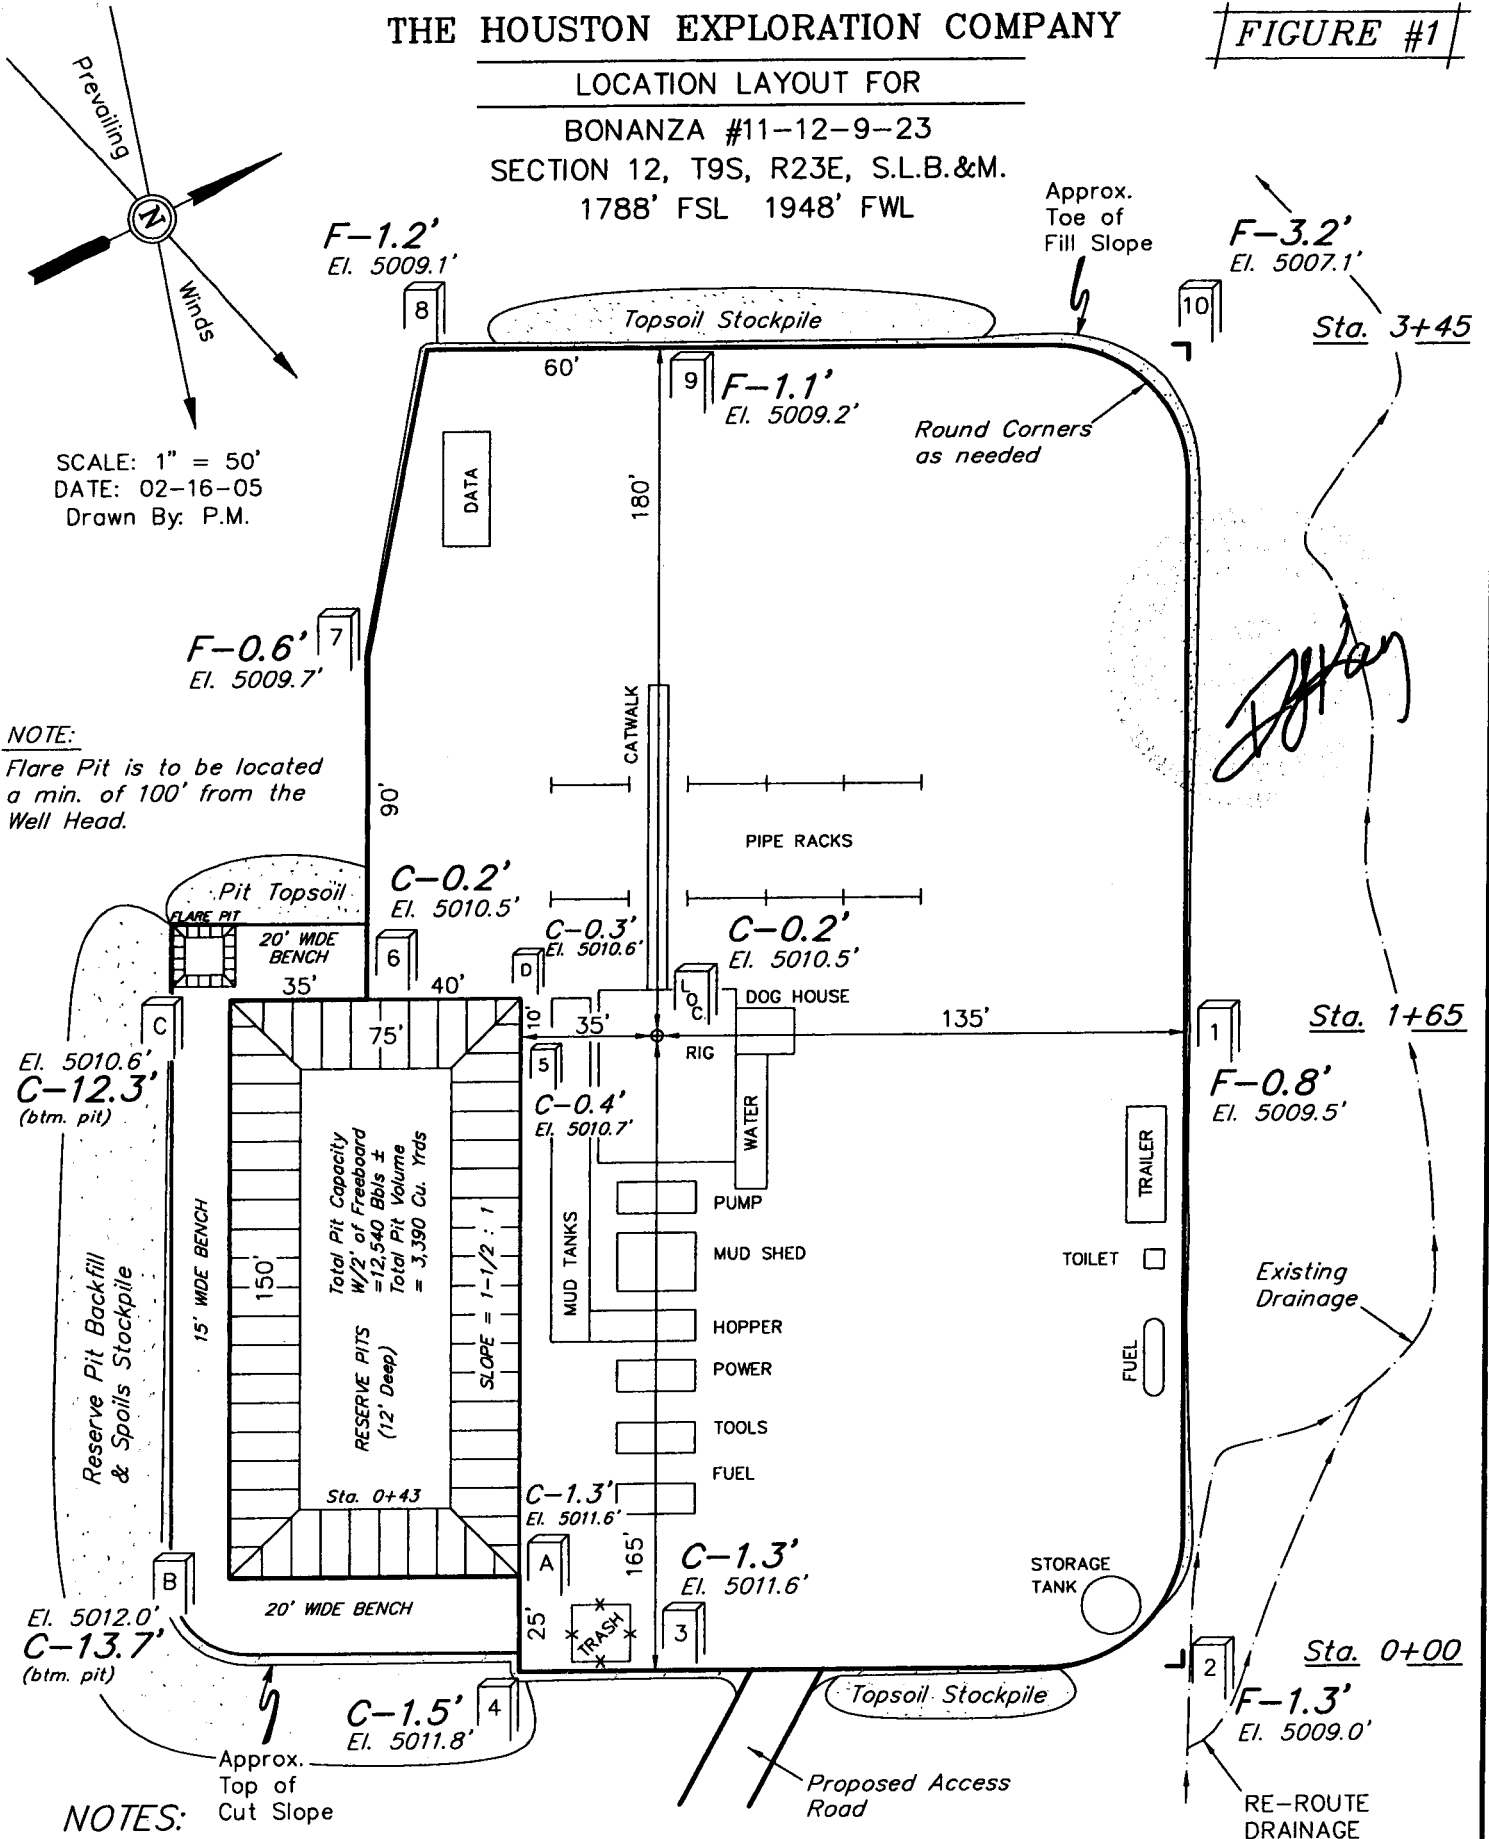 THE HOUSTON EXPLORATION COMPANY
FIGURE #1
LOCATION LAYOUT FOR
BONANZA #11-12-9-23
SECTION 12, T9S, R23E, S.L.B.&M.
1788' FSL 1948' FWL
Prevailing
N
Winds
SCALE: 1" = 50'
DATE: 02-16-05
Drawn By: P.M.
F-1.2'
El. 5009.1'
8
Topsoil Stockpile
Approx.
Toe of
Fill Slope
F-3.2'
El. 5007.1'
10
Sta. 3+45
60'
9
F-1.1'
El. 5009.2'
Round Corners
as needed
DATA
180'
7
F-0.6'
El. 5009.7'
CATWALK
NOTE:
Flare Pit is to be located
a min. of 100' from the
Well Head.
90'
PIPE RACKS
Pit Topsoil
FLARE PIT
20' WIDE
BENCH
C-0.2'
El. 5010.5'
6
C-0.3'
El. 5010.6'
D
C-0.2'
El. 5010.5'
LOC.
DOG HOUSE
35'
40'
75'
10'
35'
RIG
135'
1
Sta. 1+65
F-0.8'
El. 5009.5'
C
El. 5010.6'
C-12.3'
(btm. pit)
5
C-0.4'
El. 5010.7'
WATER
TRAILER
Total Pit Capacity
W/2' of Freeboard
=12,540 Bbls ±
Total Pit Volume
= 3,390 Cu. Yrds
RESERVE PITS
(12' Deep)
SLOPE = 1-1/2 : 1
150'
15' WIDE BENCH
Reserve Pit Backfill
& Spoils Stockpile
MUD TANKS
PUMP
MUD SHED
HOPPER
POWER
TOOLS
FUEL
TOILET
FUEL
Existing
Drainage
Sta. 0+43
C-1.3'
El. 5011.6'
A
165'
C-1.3'
El. 5011.6'
3
STORAGE
TANK
B
El. 5012.0'
C-13.7'
(btm. pit)
20' WIDE BENCH
25'
TRASH
2
Sta. 0+00
F-1.3'
El. 5009.0'
C-1.5'
El. 5011.8'
4
Topsoil Stockpile
Approx.
Top of
Cut Slope
Proposed Access
Road
RE-ROUTE
DRAINAGE
NOTES: